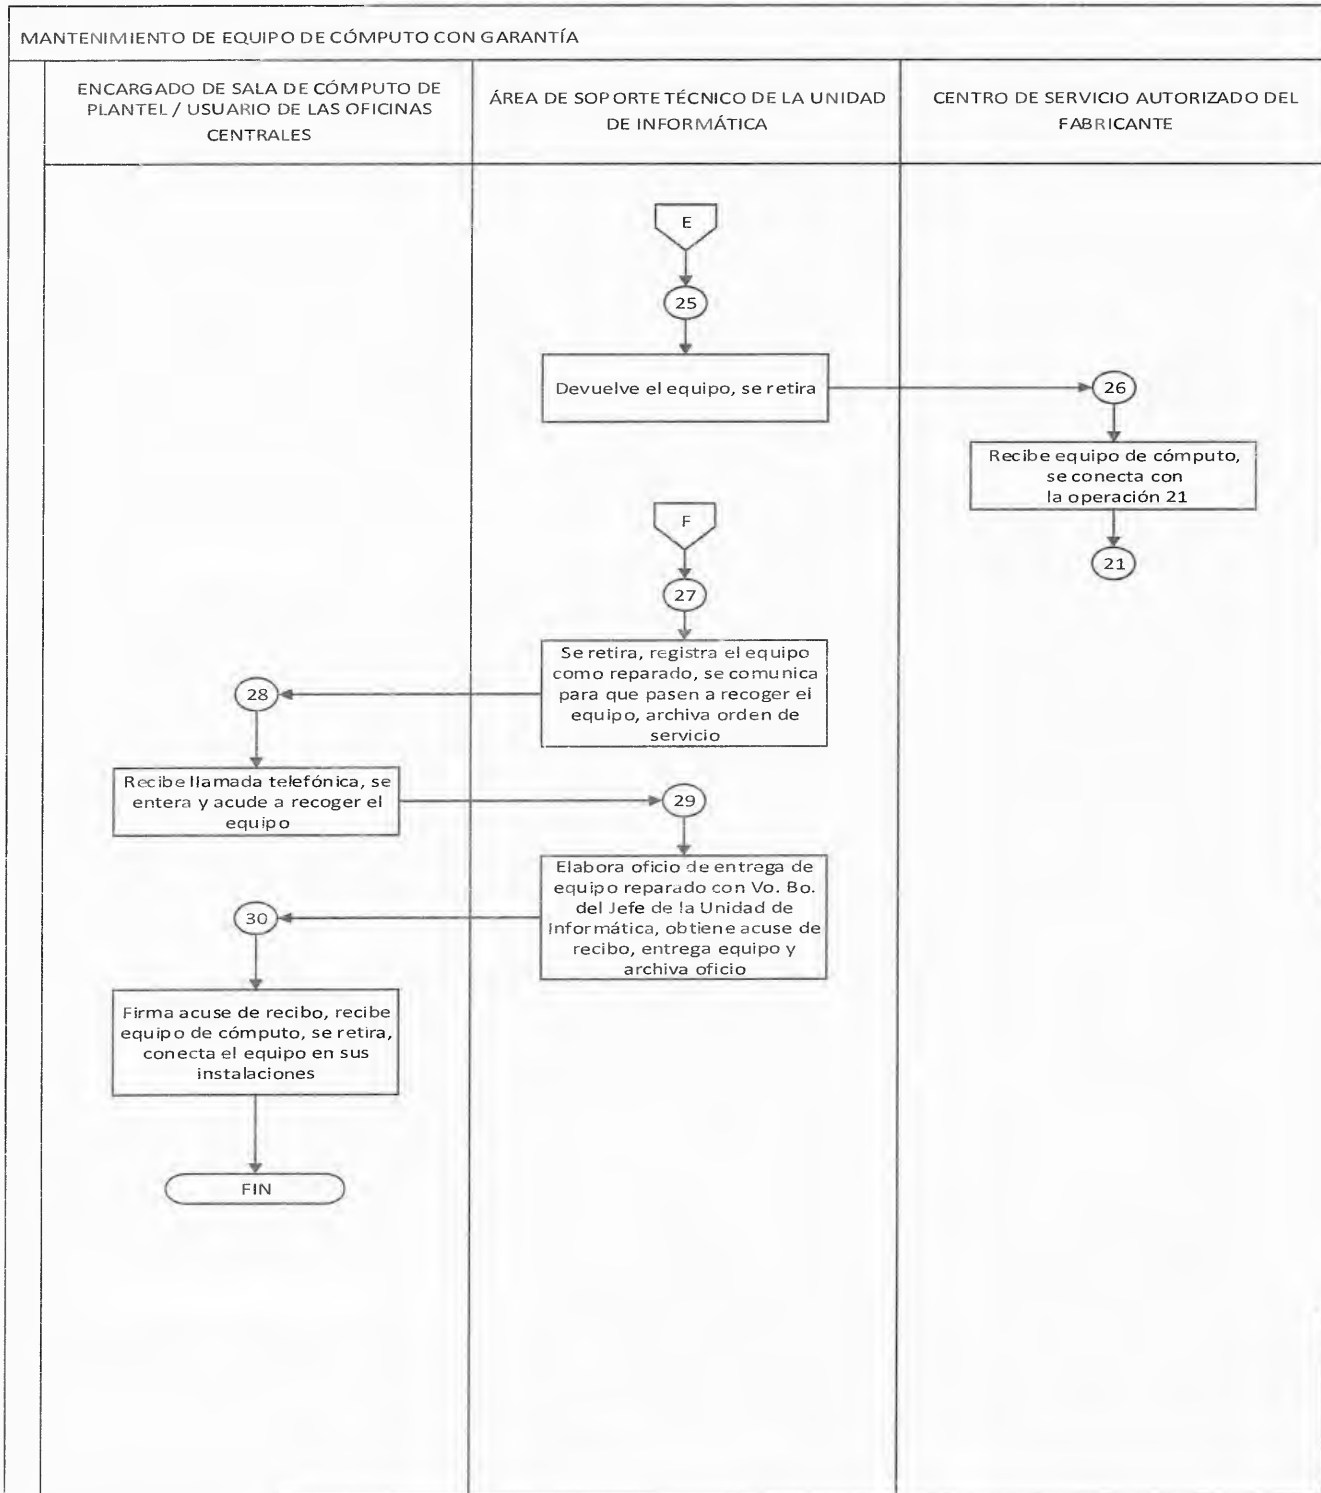 MANTENIMIENTO DE EQUIPO DE CÓMPUTO CON GARANTÍA
ENCARGADO DE SALA DE CÓMPUTO DE
PLANTEL / USUARIO DE LAS OFICINAS
CENTRALES
ÁREA DE SOPORTE TÉCNICO DE LA UNIDAD
DE INFORMÁTICA
CENTRO DE SERVICIO AUTORIZADO DEL
FABRICANTE
E
25
Devuelve el equipo, se retira
26
Recibe equipo de cómputo,
se conecta con
la operación 21
21
F
27
Se retira, registra el equipo
como reparado, se comunica
para que pasen a recoger el
equipo, archiva orden de
servicio
28
Recibe llamada telefónica, se
entera y acude a recoger el
equipo
29
Elabora oficio de entrega de
equipo reparado con Vo. Bo.
del Jefe de la Unidad de
Informática, obtiene acuse de
recibo, entrega equipo y
archiva oficio
30
Firma acuse de recibo, recibe
equipo de cómputo, se retira,
conecta el equipo en sus
instalaciones
FIN